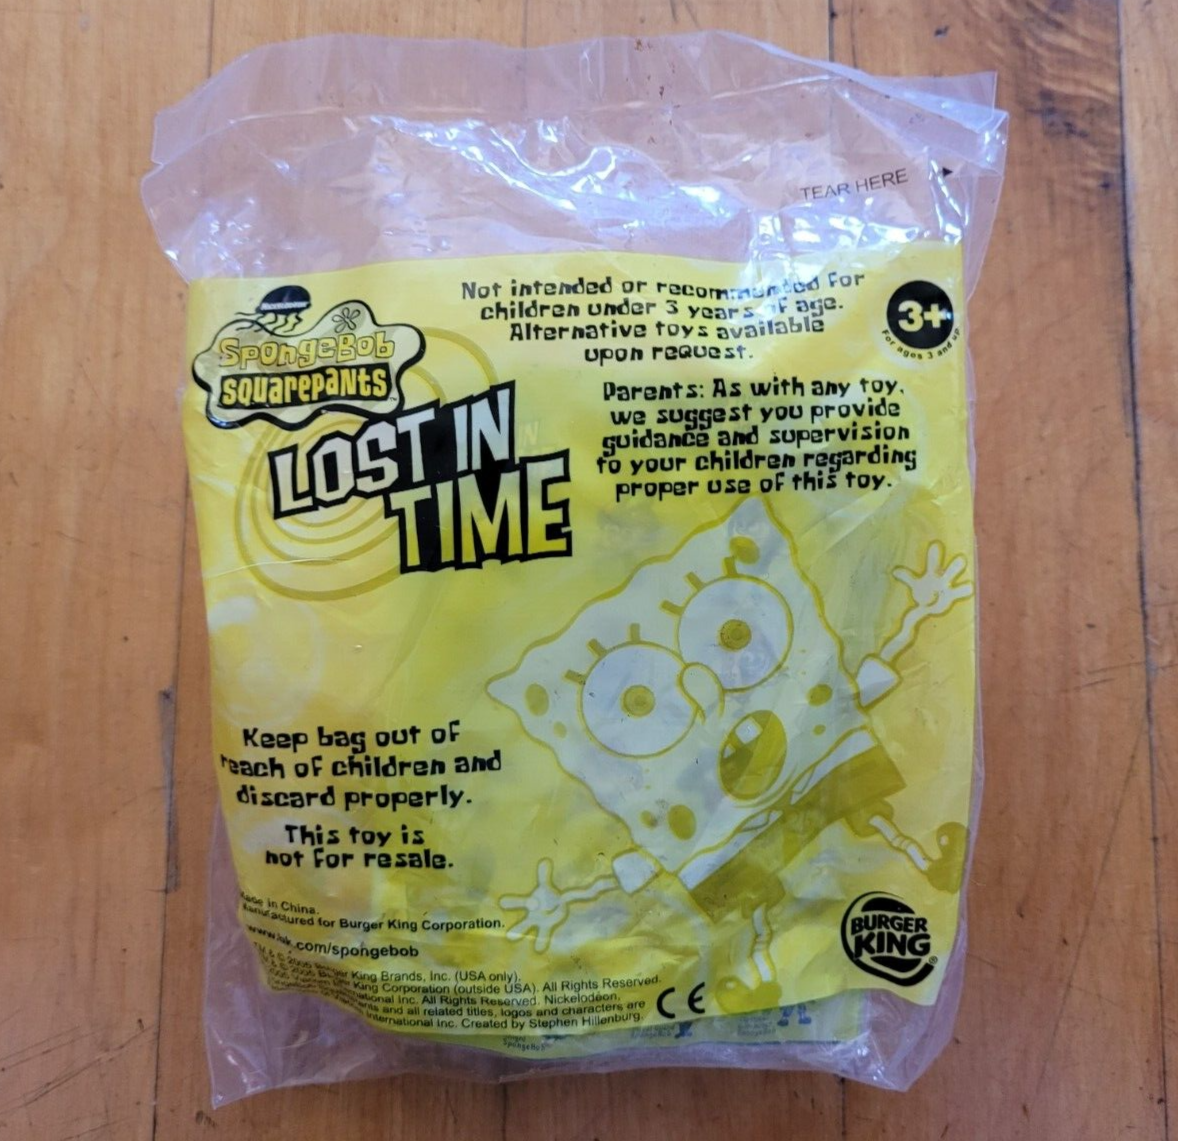 TEAR HERE
NICKELODEON
SpongeBob
SquarePants
LOST IN
TIME
Not intended or recommended for
children under 3 years of age.
Alternative toys available
upon request.
3+
For ages 3 and up
Parents: As with any toy,
we suggest you provide
guidance and supervision
to your children regarding
proper use of this toy.
Keep bag out of
reach of children and
discard properly.
This toy is
not for resale.
Made in China.
Manufactured for Burger King Corporation.
www.bk.com/spongebob
TM & © 2005 Burger King Brands, Inc. (USA only).
King Corporation (outside USA). All Rights Reserved.
International Inc. All Rights Reserved. Nickelodeon,
and all related titles, logos and characters are
International Inc. Created by Stephen Hillenburg.
CE
BURGER
KING
®